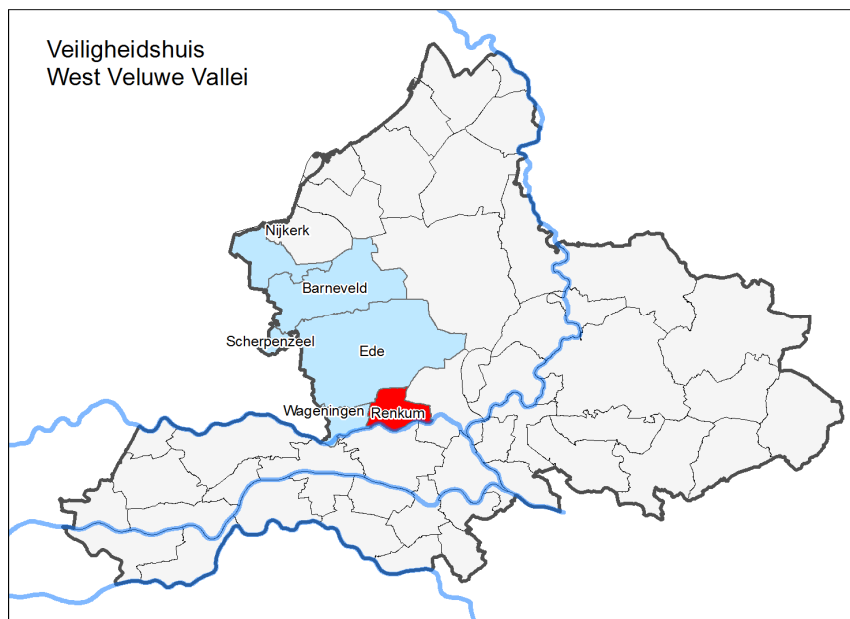 Veiligheidshuis
West Veluwe Vallei
Nijkerk
Barneveld
Scherpenzeel
Ede
Wageningen
Renkum